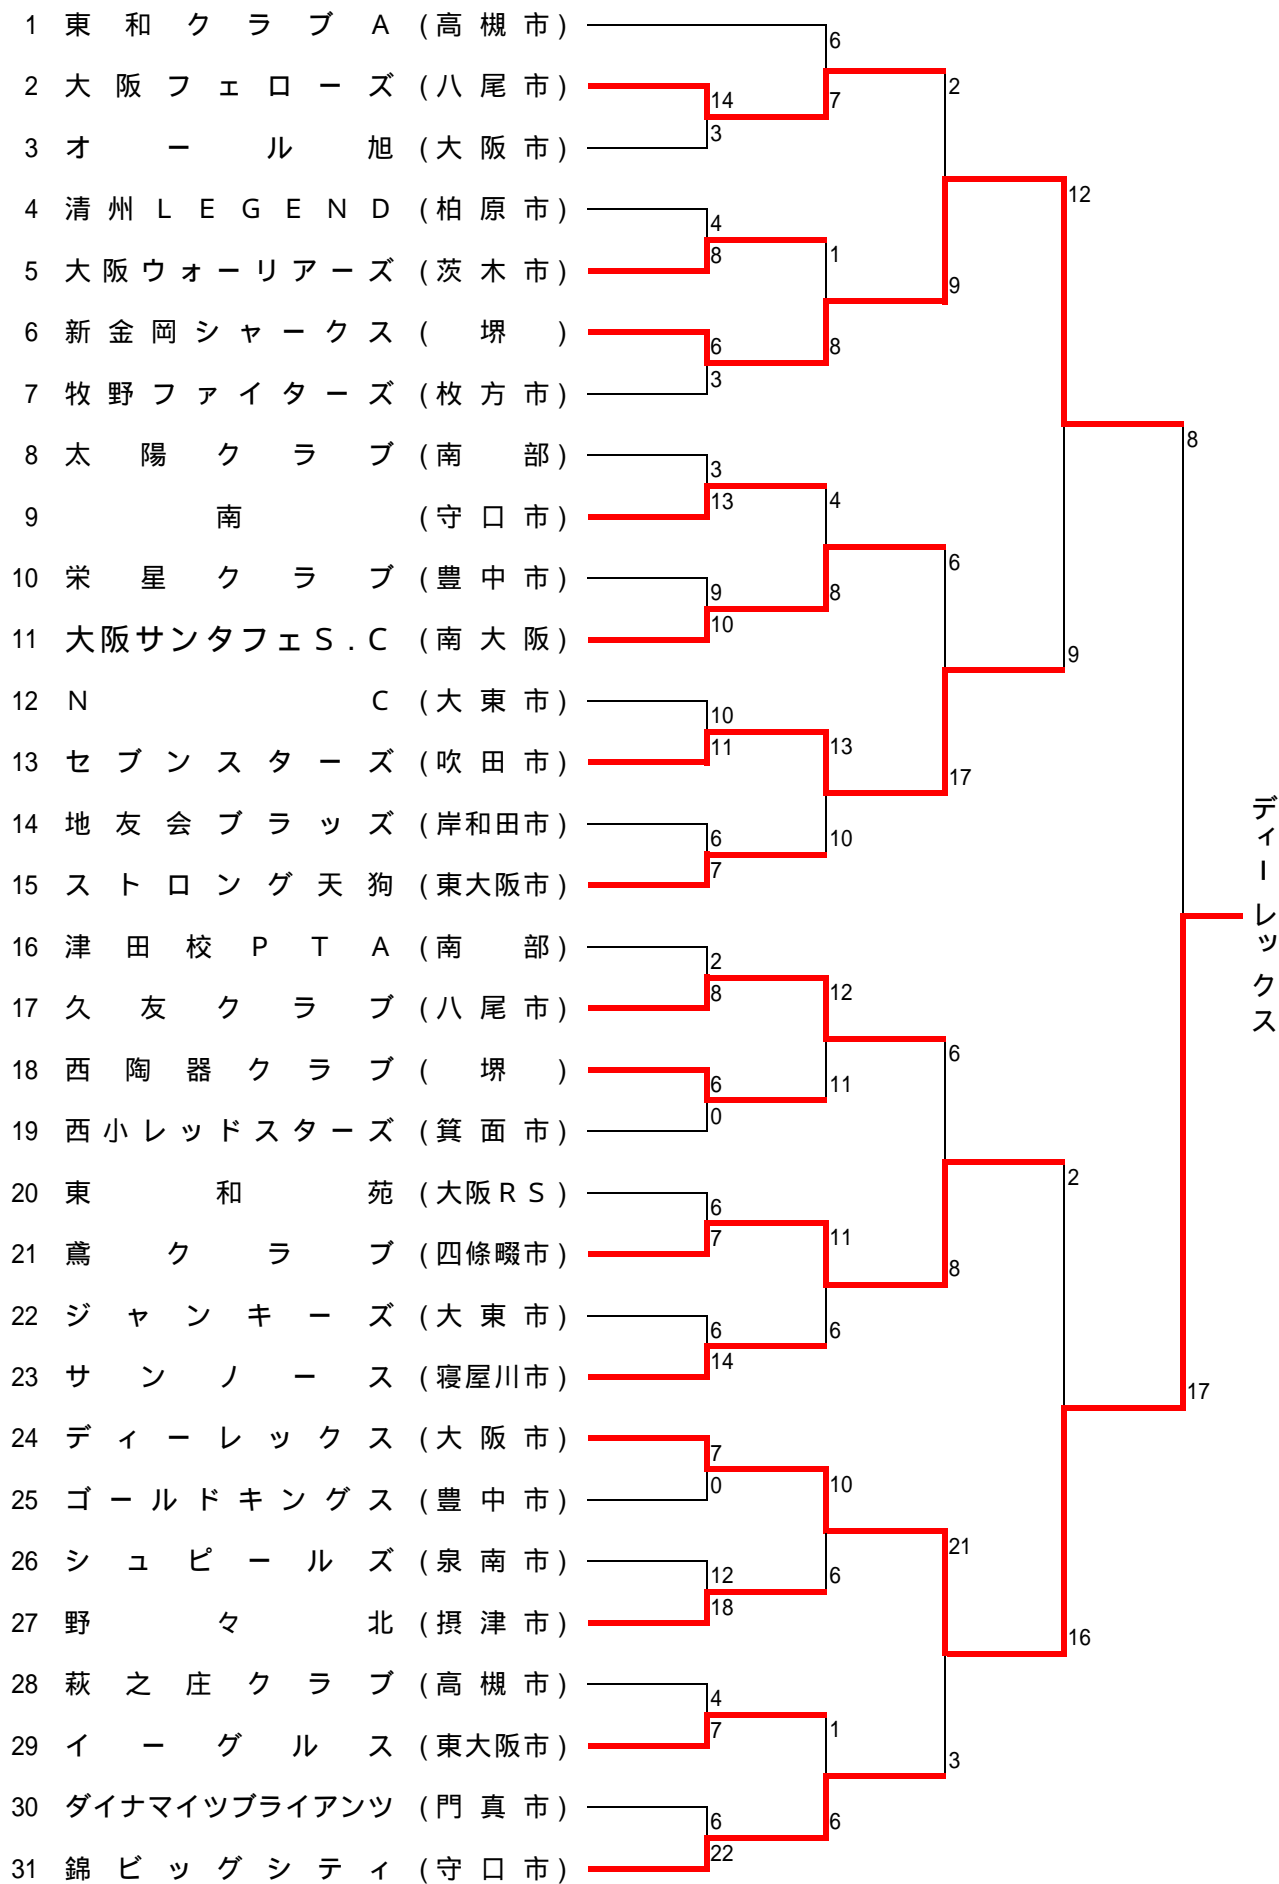 1 東和クラブA (高槻市)
6
2 大阪フェローズ (八尾市)
2
14
7
3
3 オール旭 (大阪市)
12
4 清州LEGEND (柏原市)
4
8
1
5 大阪ウォーリアーズ (茨木市)
9
6 新金岡シャークス (堺)
6
8
3
7 牧野ファイターズ (枚方市)
8
8 太陽クラブ (南部)
3
13
4
9 南 (守口市)
6
10 栄星クラブ (豊中市)
9
8
10
11 大阪サンタフェS.C (南大阪)
9
12 NC (大東市)
10
11
13
13 セブンスターズ (吹田市)
17
14 地友会ブラッズ (岸和田市)
6
10
7
15 ストロング天狗 (東大阪市)
ディーレックス
16 津田校PTA (南部)
2
8
12
17 久友クラブ (八尾市)
6
18 西陶器クラブ (堺)
6
11
0
19 西小レッドスターズ (箕面市)
2
20 東和苑 (大阪RS)
6
7
11
21 鳶クラブ (四條畷市)
8
22 ジャンキーズ (大東市)
6
6
14
23 サンノース (寝屋川市)
17
24 ディーレックス (大阪市)
7
0
10
25 ゴールドキングス (豊中市)
21
26 シュピールズ (泉南市)
12
6
18
27 野々北 (摂津市)
16
28 萩之庄クラブ (高槻市)
4
7
1
29 イーグルス (東大阪市)
3
30 ダイナマイツブライアンツ (門真市)
6
6
22
31 錦ビッグシティ (守口市)